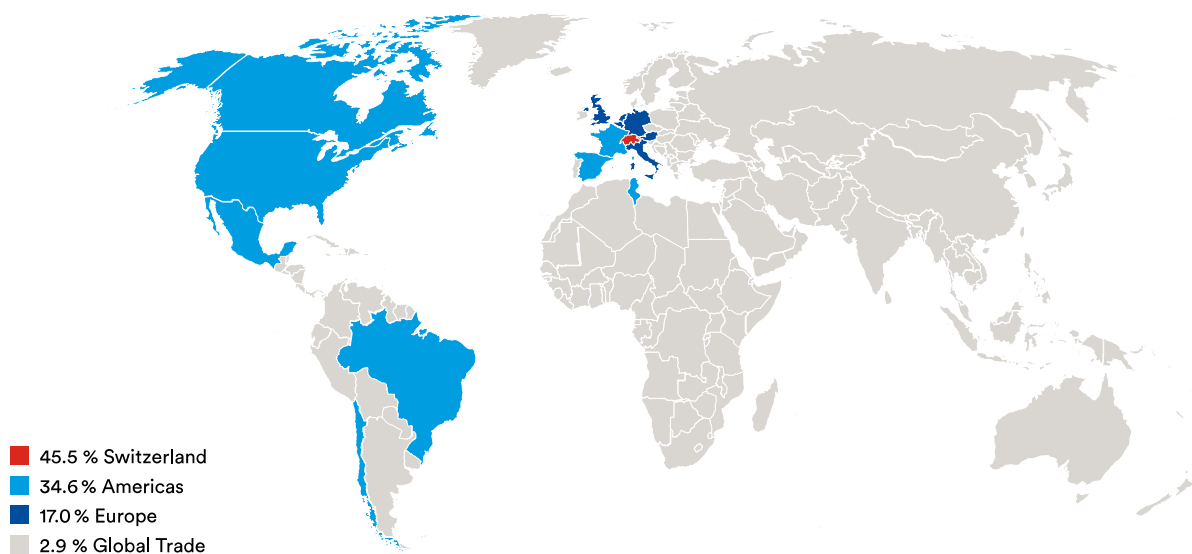 45.5 % Switzerland
34.6 % Americas
17.0 % Europe
2.9 % Global Trade